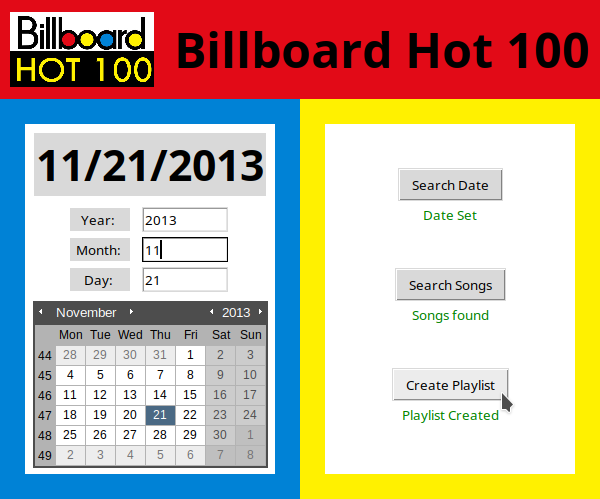 Billboard
HOT 100
Billboard Hot 100
11/21/2013
Year: 2013
Month: 11
Day: 21
November 2013
Mon Tue Wed Thu Fri Sat Sun
44 28 29 30 31 1 2 3
45 4 5 6 7 8 9 10
46 11 12 13 14 15 16 17
47 18 19 20 21 22 23 24
48 25 26 27 28 29 30 1
49 2 3 4 5 6 7 8
Search Date
Date Set
Search Songs
Songs found
Create Playlist
Playlist Created